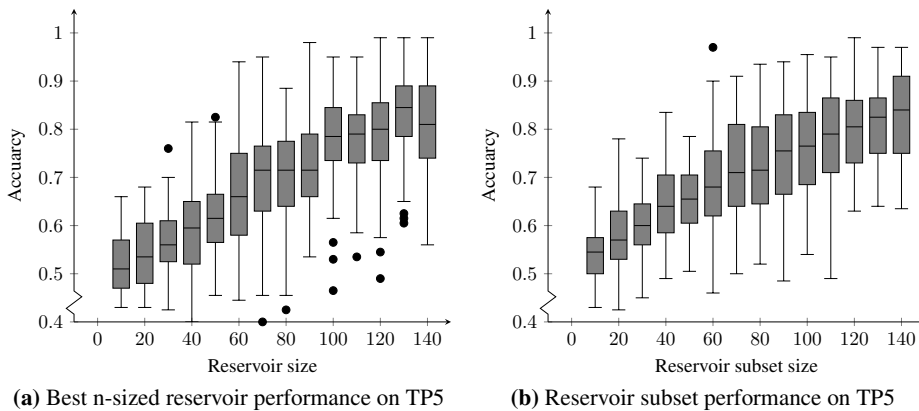 1
0.9
0.8
0.7
0.6
0.5
0.4
Accuarcy
0 20 40 60 80 100 120 140
Reservoir size
(a) Best n-sized reservoir performance on TP5
1
0.9
0.8
0.7
0.6
0.5
0.4
Accuarcy
0 20 40 60 80 100 120 140
Reservoir subset size
(b) Reservoir subset performance on TP5